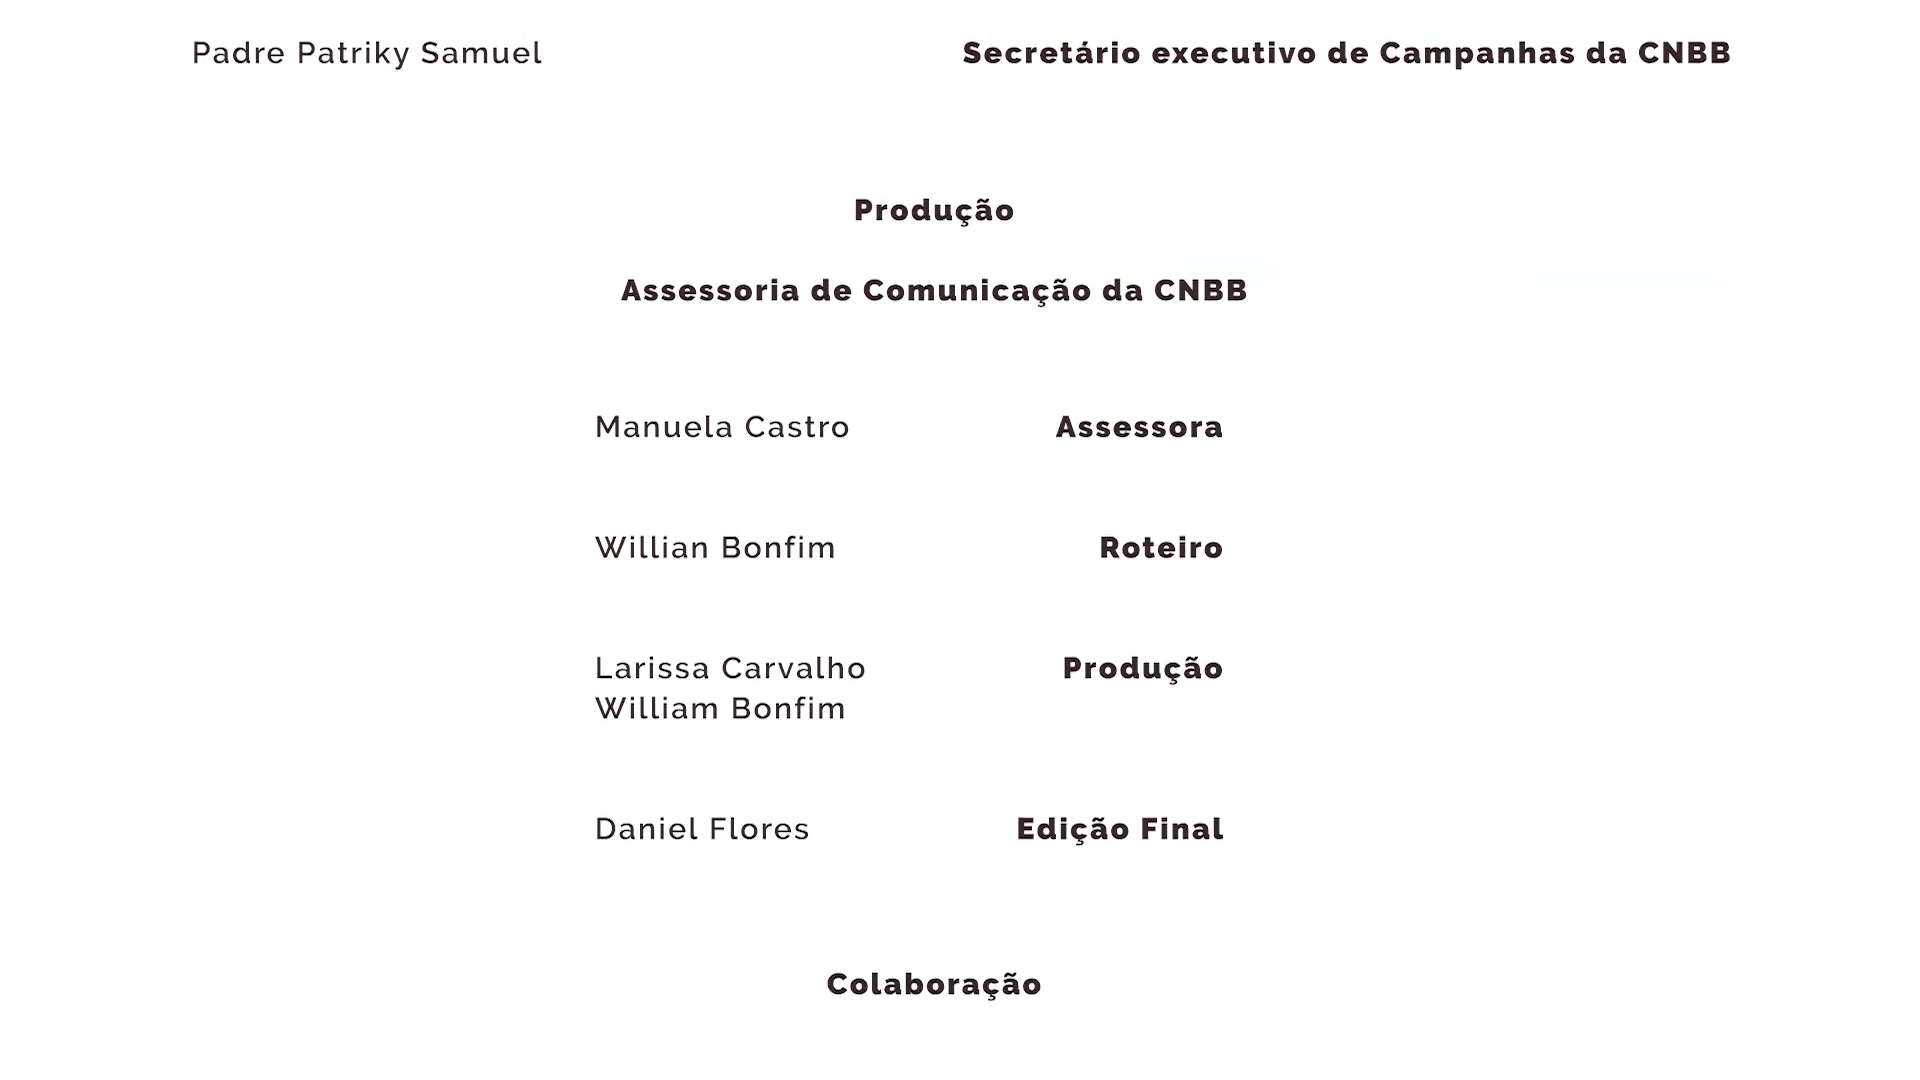 Padre Patriky Samuel Secretário executivo de Campanhas da CNBB
Produção
Assessoria de Comunicação da CNBB
Manuela Castro Assessora
Willian Bonfim Roteiro
Larissa Carvalho Produção
William Bonfim
Daniel Flores Edição Final
Colaboração